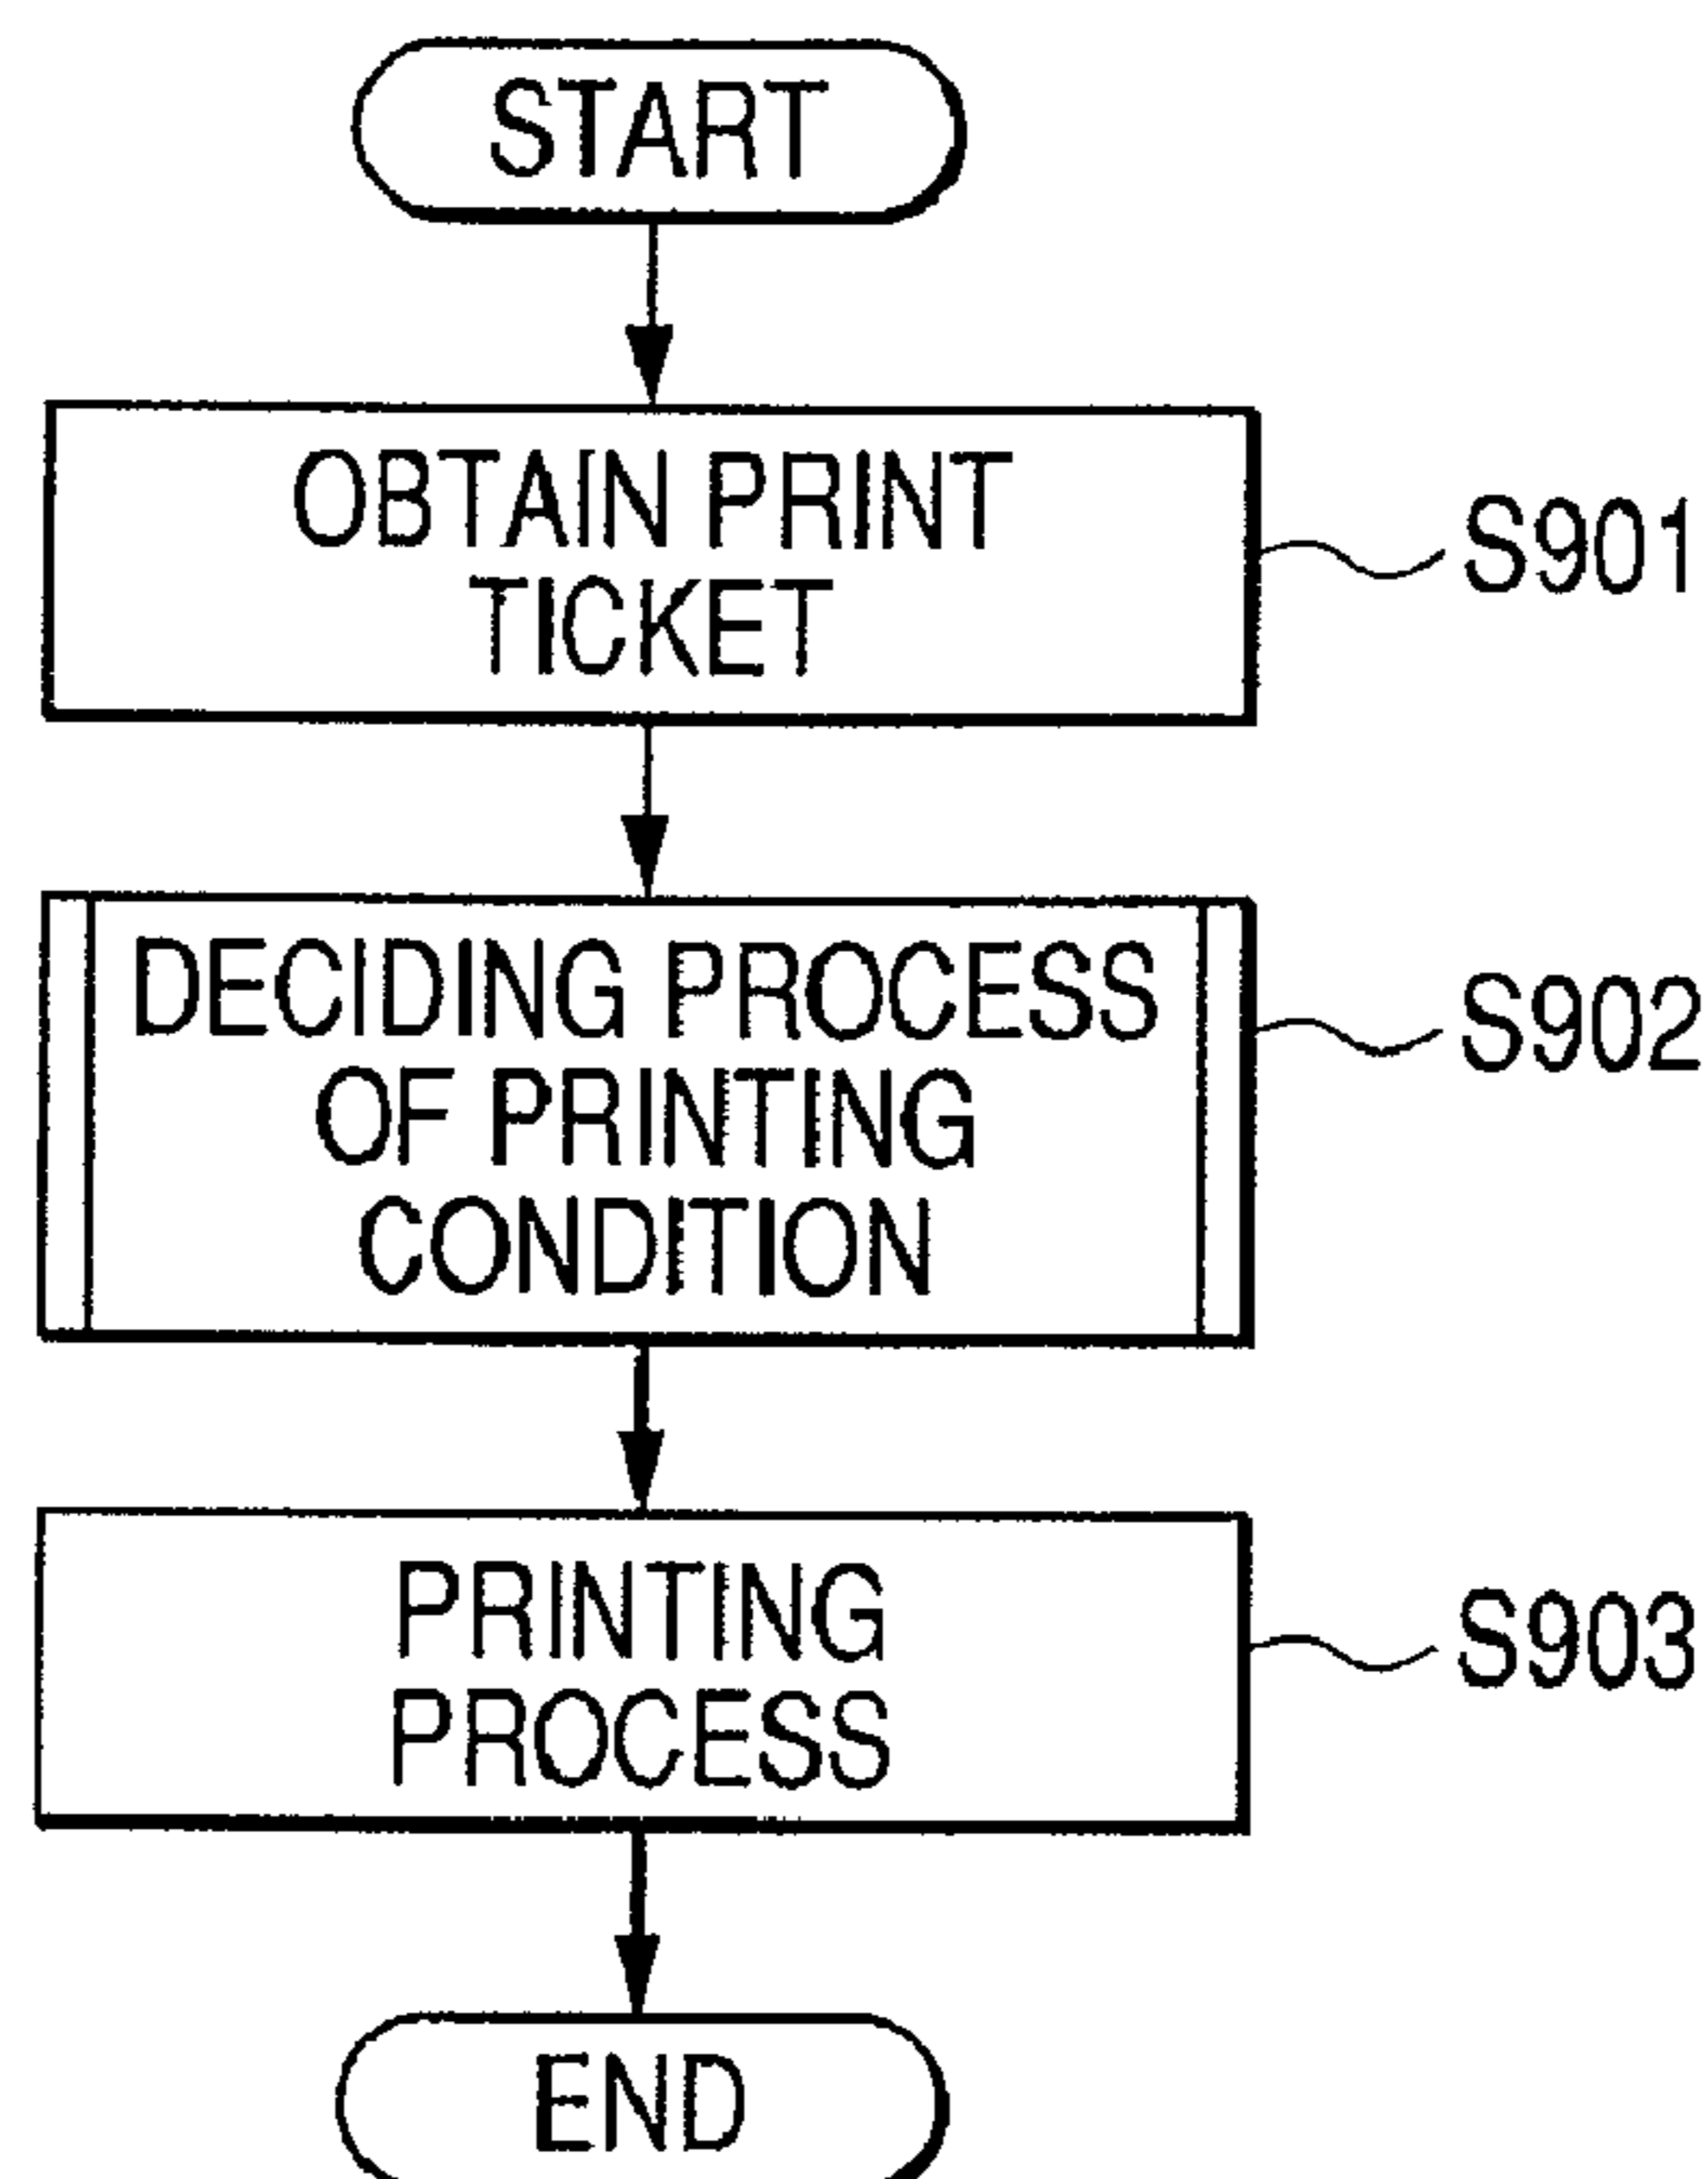 START
OBTAIN PRINT
TICKET
S901
DECIDING PROCESS
OF PRINTING
CONDITION
S902
PRINTING
PROCESS
S903
END